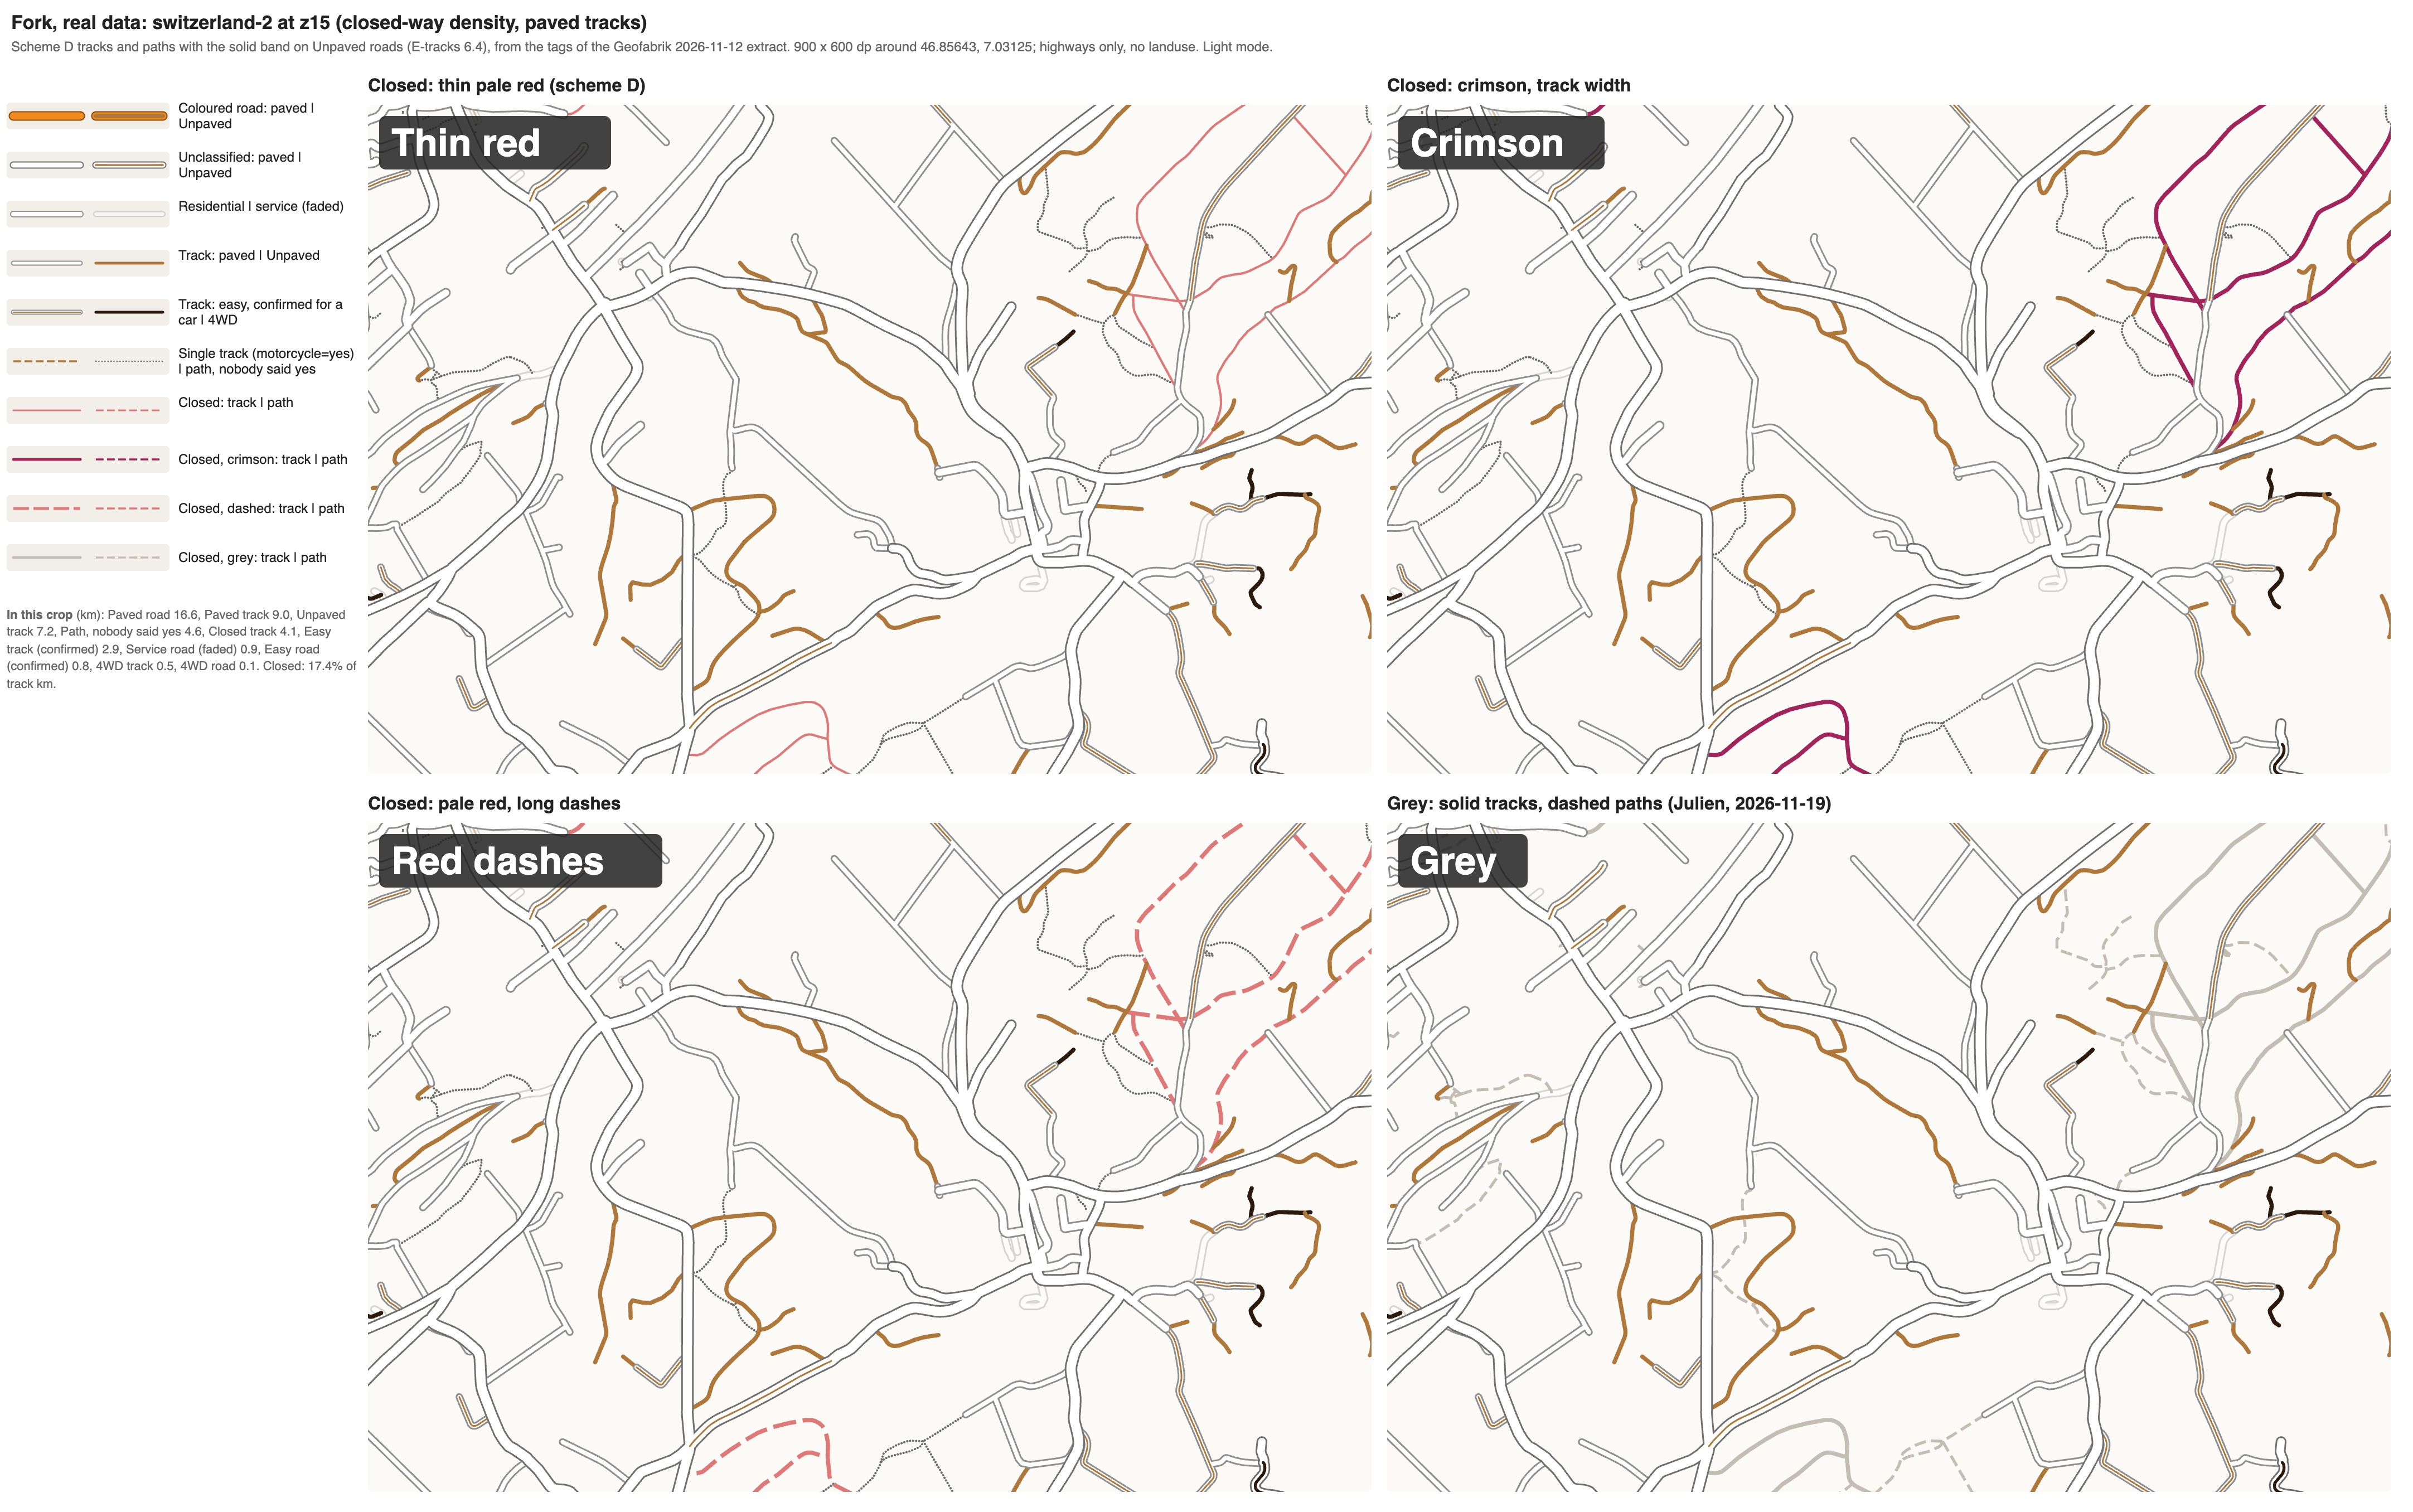 Fork, real data: switzerland-2 at z15 (closed-way density, paved tracks)
Scheme D tracks and paths with the solid band on Unpaved roads (E-tracks 6.4), from the tags of the Geofabrik 2026-11-12 extract. 900 x 600 dp around 46.85643, 7.03125; highways only, no landuse. Light mode.
Coloured road: paved |
Unpaved
Unclassified: paved |
Unpaved
Residential | service (faded)
Track: paved | Unpaved
Track: easy, confirmed for a
car | 4WD
Single track (motorcycle=yes)
| path, nobody said yes
Closed: track | path
Closed, crimson: track | path
Closed, dashed: track | path
Closed, grey: track | path
In this crop (km): Paved road 16.6, Paved track 9.0, Unpaved
track 7.2, Path, nobody said yes 4.6, Closed track 4.1, Easy
track (confirmed) 2.9, Service road (faded) 0.9, Easy road
(confirmed) 0.8, 4WD track 0.5, 4WD road 0.1. Closed: 17.4% of
track km.
Closed: thin pale red (scheme D)
Thin red
Closed: crimson, track width
Crimson
Closed: pale red, long dashes
Red dashes
Grey: solid tracks, dashed paths (Julien, 2026-11-19)
Grey